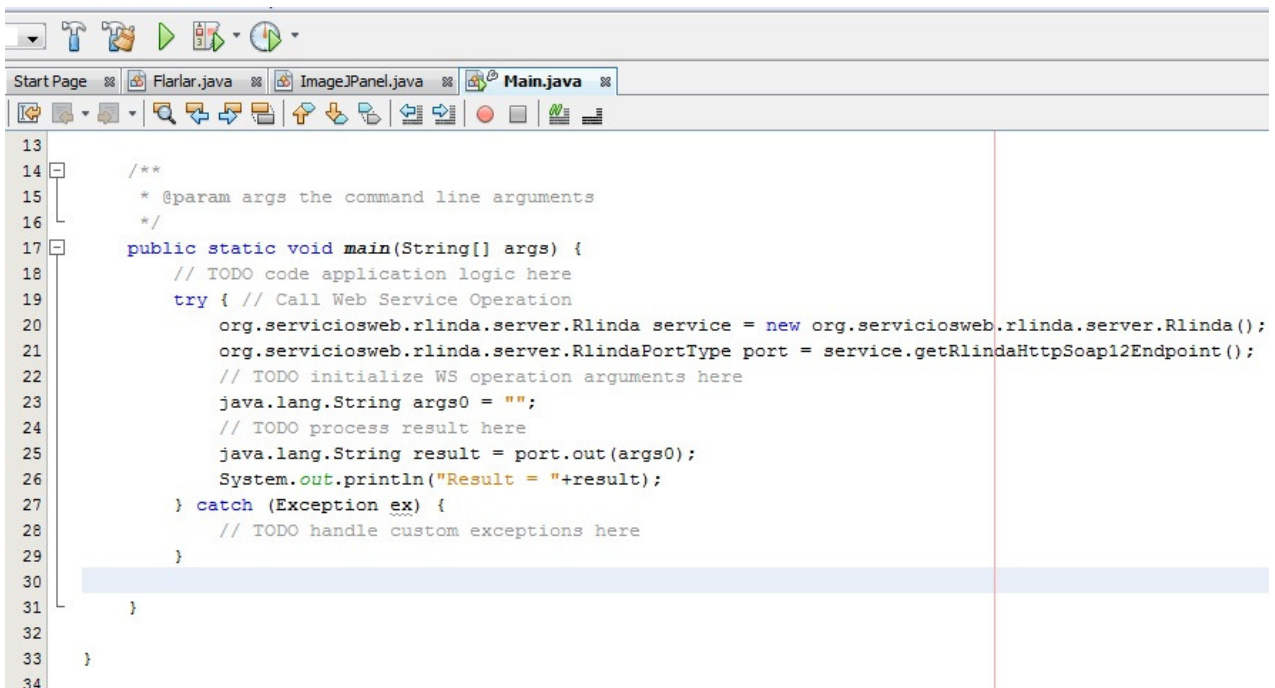 Start Page Flarlar.java ImageJPanel.java Main.java
13
14 /**
15 * @param args the command line arguments
16 */
17 public static void main(String[] args) {
18 // TODO code application logic here
19 try { // Call Web Service Operation
20 org.serviciosweb.rlinda.server.Rlinda service = new org.serviciosweb.rlinda.server.Rlinda();
21 org.serviciosweb.rlinda.server.RlindaPortType port = service.getRlindaHttpSoap12Endpoint();
22 // TODO initialize WS operation arguments here
23 java.lang.String args0 = "";
24 // TODO process result here
25 java.lang.String result = port.out(args0);
26 System.out.println("Result = "+result);
27 } catch (Exception ex) {
28 // TODO handle custom exceptions here
29 }
30
31 }
32
33 }
34